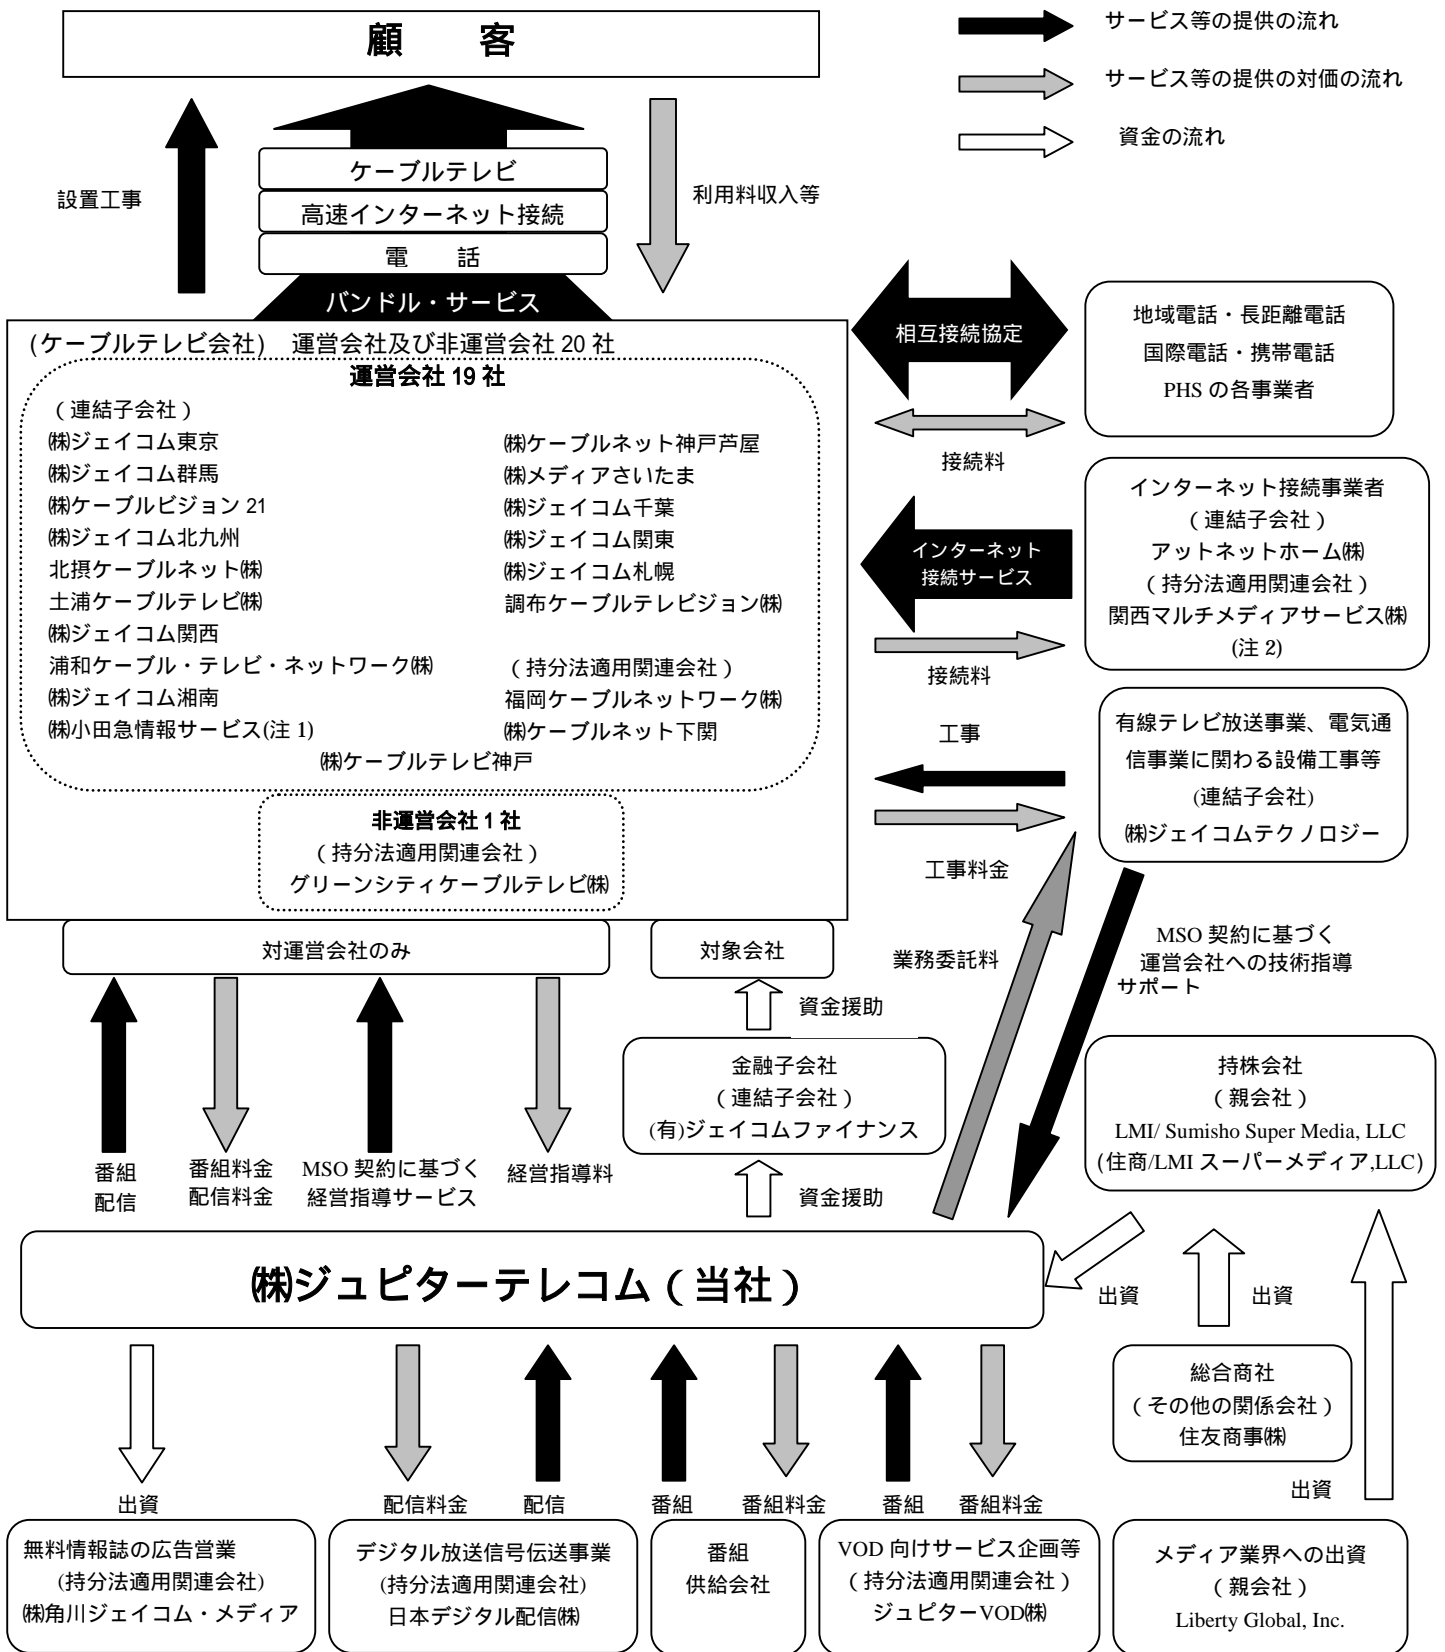 顧　客
サービス等の提供の流れ
サービス等の提供の対価の流れ
資金の流れ
設置工事
ケーブルテレビ
高速インターネット接続
電　話
バンドル・サービス
利用料収入等
(ケーブルテレビ会社)　運営会社及び非運営会社 20 社
運営会社 19 社
（連結子会社）
㈱ジェイコム東京
㈱ジェイコム群馬
㈱ケーブルビジョン 21
㈱ジェイコム北九州
北摂ケーブルネット㈱
土浦ケーブルテレビ㈱
㈱ジェイコム関西
浦和ケーブル・テレビ・ネットワーク㈱
㈱ジェイコム湘南
㈱小田急情報サービス(注 1)
㈱ケーブルネット神戸芦屋
㈱メディアさいたま
㈱ジェイコム千葉
㈱ジェイコム関東
㈱ジェイコム札幌
調布ケーブルテレビジョン㈱
（持分法適用関連会社）
福岡ケーブルネットワーク㈱
㈱ケーブルネット下関
㈱ケーブルテレビ神戸
非運営会社 1 社
（持分法適用関連会社）
グリーンシティケーブルテレビ㈱
相互接続協定
接続料
地域電話・長距離電話
国際電話・携帯電話
PHS の各事業者
インターネット
接続サービス
接続料
インターネット接続事業者
（連結子会社）
アットネットホーム㈱
（持分法適用関連会社）
関西マルチメディアサービス㈱
(注 2)
工事
工事料金
有線テレビ放送事業、電気通
信事業に関わる設備工事等
(連結子会社)
㈱ジェイコムテクノロジー
対運営会社のみ
対象会社
資金援助
業務委託料
MSO 契約に基づく
運営会社への技術指導
サポート
金融子会社
（連結子会社）
(有)ジェイコムファイナンス
資金援助
持株会社
（親会社）
LMI/ Sumisho Super Media, LLC
(住商/LMI スーパーメディア,LLC)
番組
配信
番組料金
配信料金
MSO 契約に基づく
経営指導サービス
経営指導料
㈱ジュピターテレコム（当社）
出資
出資
総合商社
（その他の関係会社）
住友商事㈱
出資
出資
配信料金
配信
番組
番組料金
番組
番組料金
無料情報誌の広告営業
(持分法適用関連会社)
㈱角川ジェイコム・メディア
デジタル放送信号伝送事業
(持分法適用関連会社)
日本デジタル配信㈱
番組
供給会社
VOD 向けサービス企画等
（持分法適用関連会社）
ジュピターVOD㈱
メディア業界への出資
（親会社）
Liberty Global, Inc.